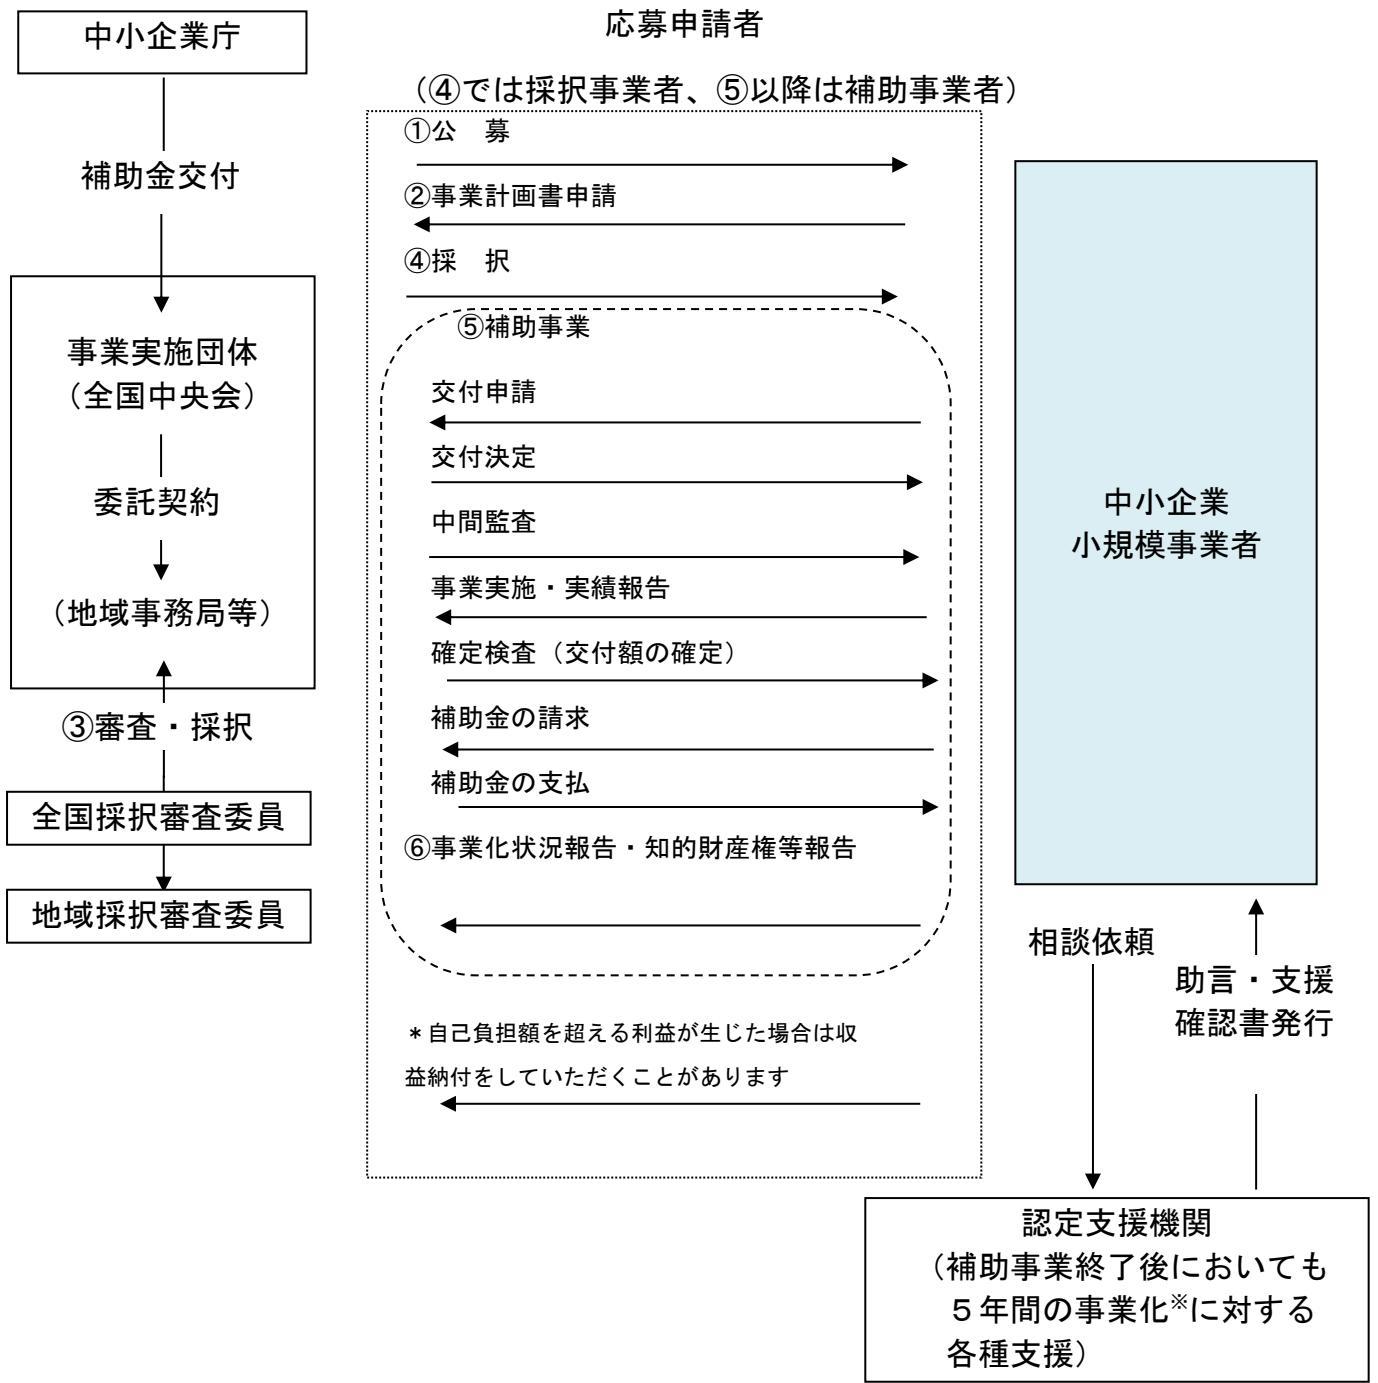 中小企業庁
補助金交付
事業実施団体
（全国中央会）
委託契約
（地域事務局等）
③審査・採択
全国採択審査委員
地域採択審査委員
応募申請者
（④では採択事業者、⑤以降は補助事業者）
①公　募
②事業計画書申請
④採　択
⑤補助事業
交付申請
交付決定
中間監査
事業実施・実績報告
確定検査（交付額の確定）
補助金の請求
補助金の支払
⑥事業化状況報告・知的財産権等報告
＊自己負担額を超える利益が生じた場合は収
益納付をしていただくことがあります
中小企業
小規模事業者
相談依頼
助言・支援
確認書発行
認定支援機関
（補助事業終了後においても
５年間の事業化※に対する
各種支援）